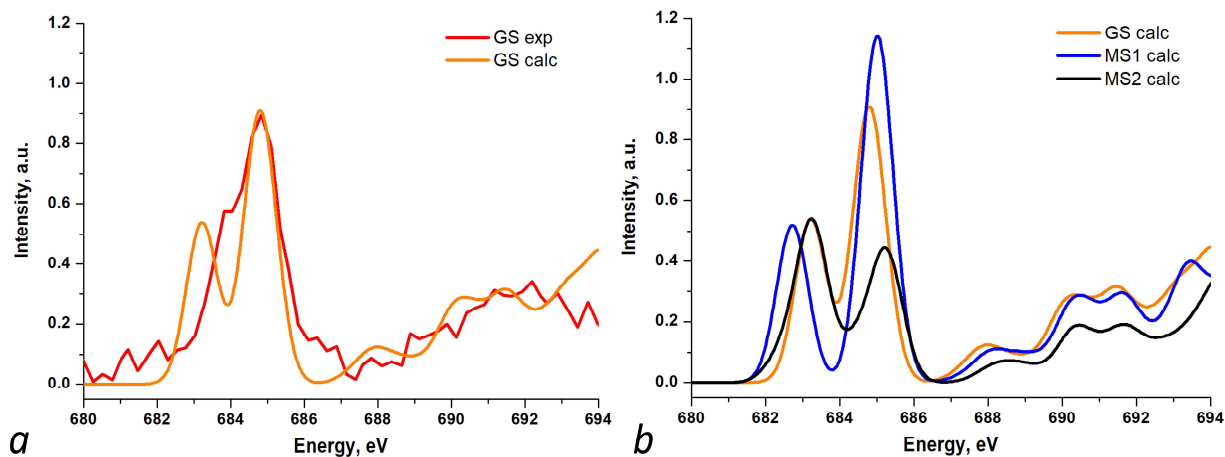 1.2
1.0
0.8
0.6
0.4
0.2
0.0
Intensity, a.u.
GS exp
GS calc
680 682 684 686 688 690 692 694
Energy, eV
a
1.2
1.0
0.8
0.6
0.4
0.2
0.0
Intensity, a.u.
GS calc
MS1 calc
MS2 calc
680 682 684 686 688 690 692 694
Energy, eV
b